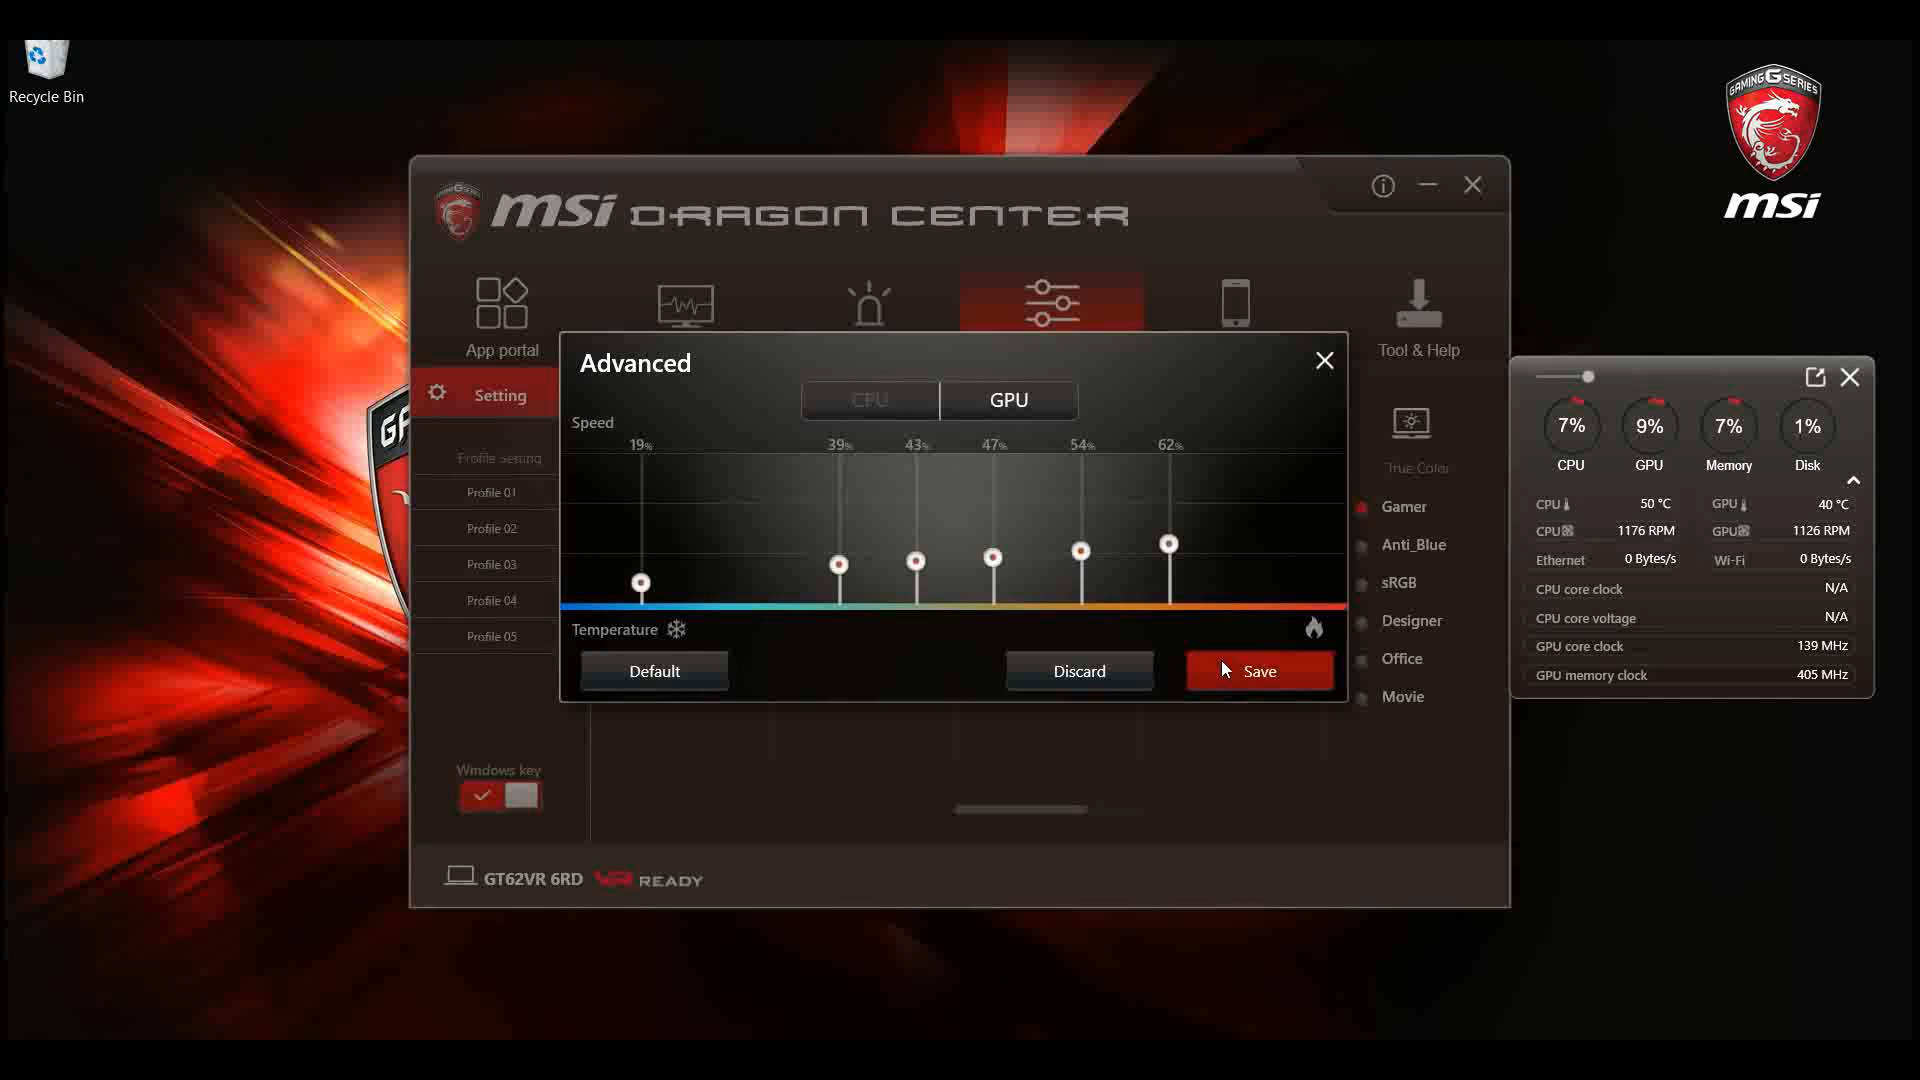 Recycle Bin
GAMING G SERIES
msi
msi DRAGON CENTER
App portal
Tool & Help
Setting
Profile Setting
Profile 01
Profile 02
Profile 03
Profile 04
Profile 05
Windows key
Advanced
CPU GPU
Speed
19% 39% 43% 47% 54% 62%
Temperature
Default Discard Save
True Color
Gamer
Anti_Blue
sRGB
Designer
Office
Movie
GT62VR 6RD VR READY
7% 9% 7% 1%
CPU GPU Memory Disk
CPU 50 °C GPU 40 °C
CPU 1176 RPM GPU 1126 RPM
Ethernet 0 Bytes/s Wi-Fi 0 Bytes/s
CPU core clock N/A
CPU core voltage N/A
GPU core clock 139 MHz
GPU memory clock 405 MHz